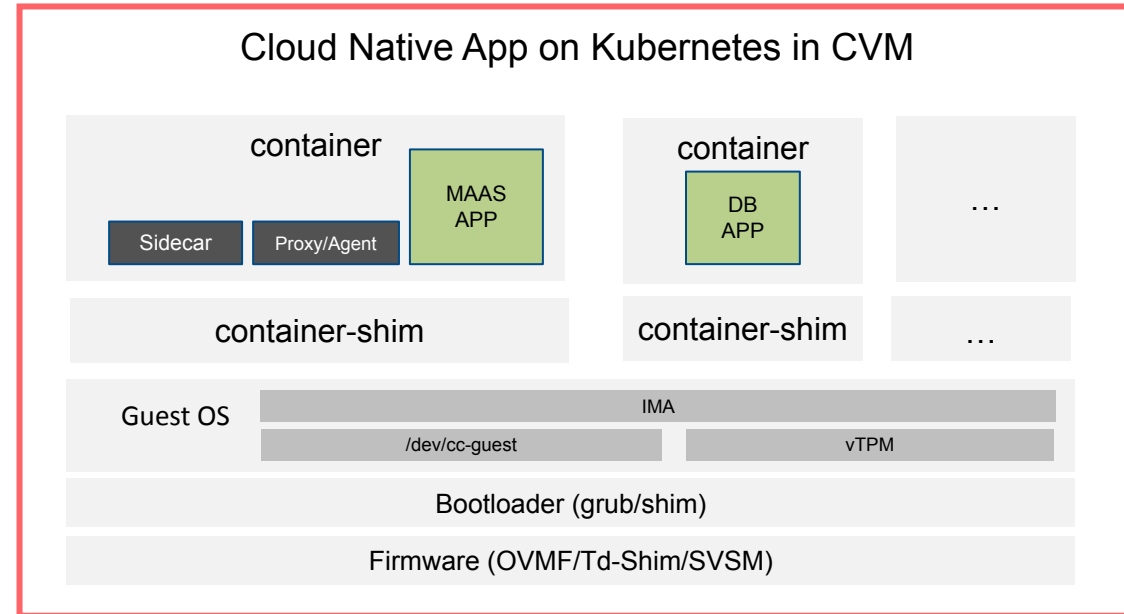 Cloud Native App on Kubernetes in CVM
container
Sidecar
Proxy/Agent
MAAS
APP
container
DB
APP
...
container-shim
container-shim
...
Guest OS
IMA
/dev/cc-guest
vTPM
Bootloader (grub/shim)
Firmware (OVMF/Td-Shim/SVSM)